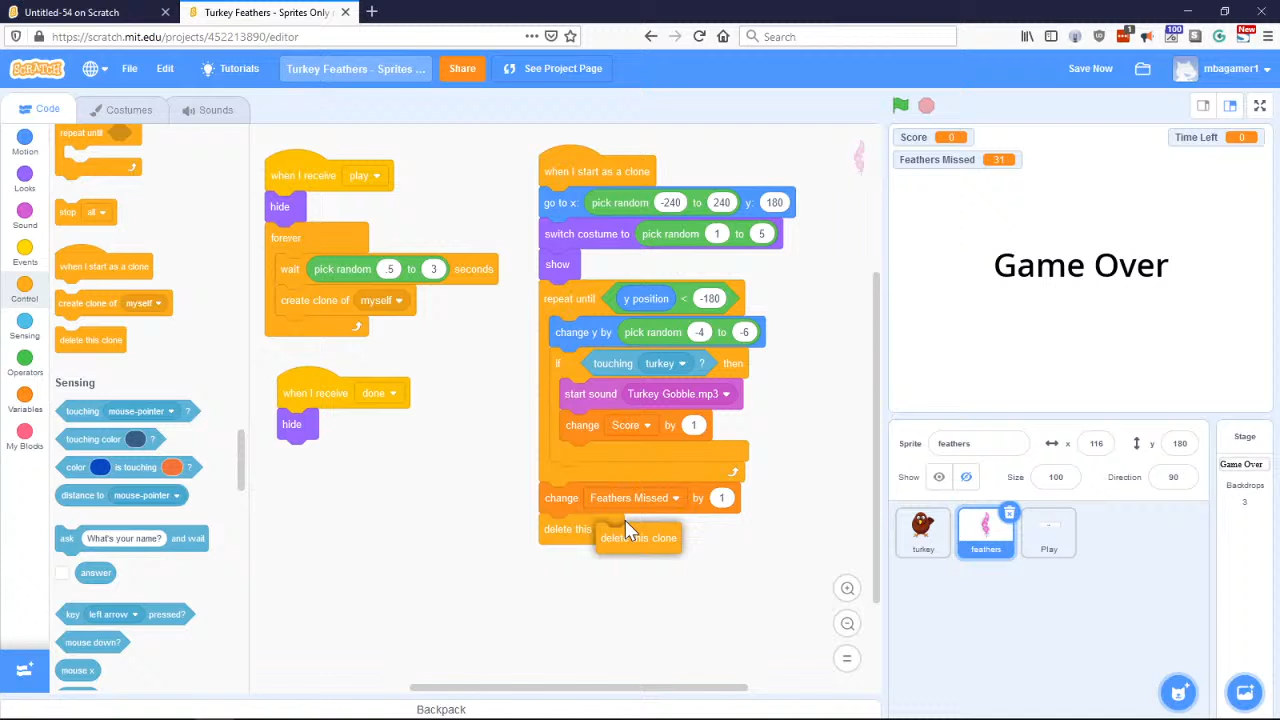 Untitled-54 on Scratch
Turkey Feathers - Sprites Only
https://scratch.mit.edu/projects/452213890/editor
Search
100
New
SCRATCH
File
Edit
Tutorials
Turkey Feathers - Sprites ...
Share
See Project Page
Save Now
mbagamer1
Code
Costumes
Sounds
Motion
Looks
Sound
Events
Control
Sensing
Operators
Variables
My Blocks
repeat until
stop all
when I start as a clone
create clone of myself
delete this clone
Sensing
touching mouse-pointer ?
touching color ?
color is touching ?
distance to mouse-pointer
ask What's your name? and wait
answer
key left arrow pressed?
mouse down?
mouse x
when I receive play
hide
forever
wait pick random .5 to 3 seconds
create clone of myself
when I receive done
hide
when I start as a clone
go to x: pick random -240 to 240 y: 180
switch costume to pick random 1 to 5
show
repeat until y position < -180
change y by pick random -4 to -6
if touching turkey ? then
start sound Turkey Gobble.mp3
change Score by 1
change Feathers Missed by 1
delete this
delete this clone
Backpack
Score 0
Time Left 0
Feathers Missed 31
Game Over
Sprite feathers x 116 y 180
Show Size 100 Direction 90
turkey
feathers
Play
Stage
Game Over
Backdrops
3